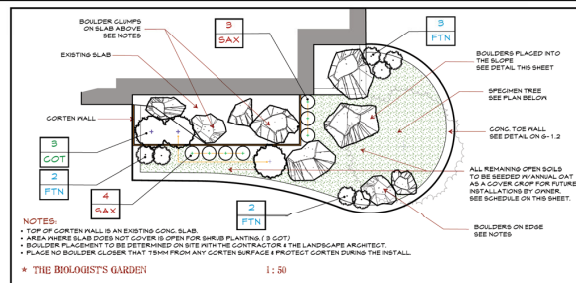 BOULDER CLUMPS
ON SLAB ABOVE
SEE NOTES
EXISTING SLAB
CORTEN WALL
3
SAX
3
FTN
BOULDERS PLACED INTO
THE SLOPE
SEE DETAIL THIS SHEET
SPECIMEN TREE
SEE PLAN BELOW
CONC. TOE WALL
SEE DETAIL ON G-1.2
3
COT
2
FTN
4
SAX
2
FTN
ALL REMAINING OPEN SOILS
TO BE SEEDED W/ANNUAL OAT
AS A COVER CROP FOR FUTURE
INSTALLATIONS BY OWNER.
SEE SCHEDULE ON THIS SHEET.
BOULDERS ON EDGE
SEE NOTES
NOTES:
• TOP OF CORTEN WALL IS AN EXISTING CONC. SLAB.
• AREA WHERE SLAB DOES NOT COVER IS OPEN FOR SHRUB PLANTING. ( 3 COT)
• BOULDER PLACEMENT TO BE DETERMINED ON SITE WITH THE CONTRACTOR & THE LANDSCAPE ARCHITECT.
• PLACE NO BOULDER CLOSER THAT 75MM FROM ANY CORTEN SURFACE & PROTECT CORTEN DURING THE INSTALL.
* THE BIOLOGIST'S GARDEN 1 : 50